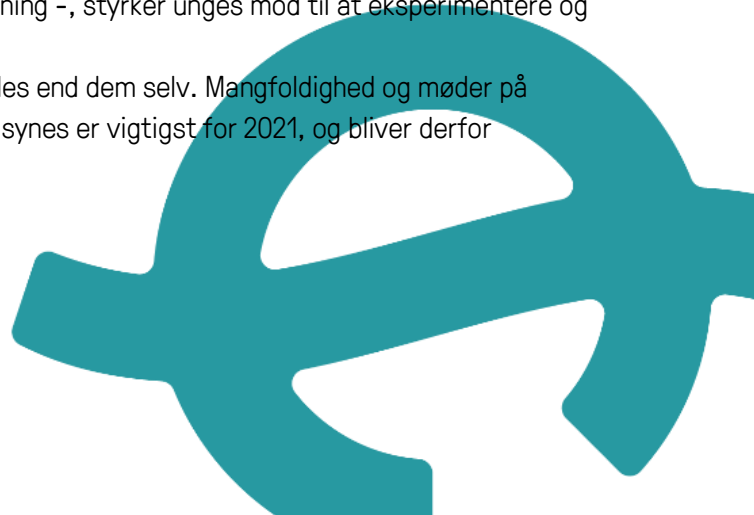 ning -, styrker unges mod til at eksperimentere og
les end dem selv. Mangfoldighed og møder på
synes er vigtigst for 2021, og bliver derfor